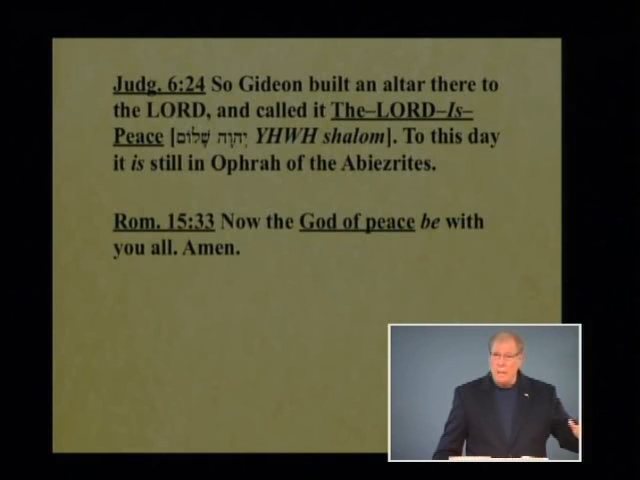 Judg. 6:24 So Gideon built an altar there to
the LORD, and called it The–LORD–Is–
Peace [יְהוָה שָׁלוֹם YHWH shalom]. To this day
it is still in Ophrah of the Abiezrites.
Rom. 15:33 Now the God of peace be with
you all. Amen.